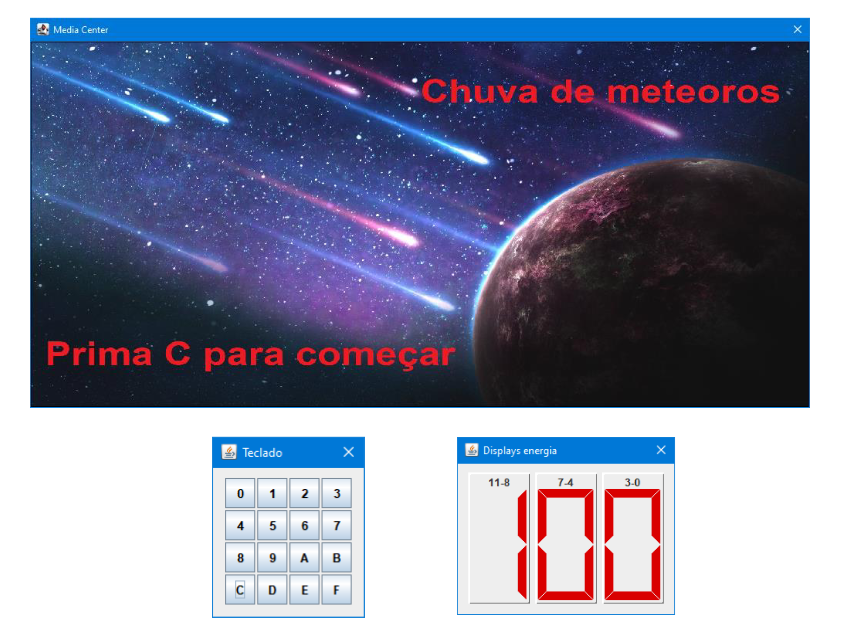 Media Center
Chuva de meteoros
Prima C para começar
Teclado
0 1 2 3
4 5 6 7
8 9 A B
C D E F
Displays energia
11-8 7-4 3-0
100